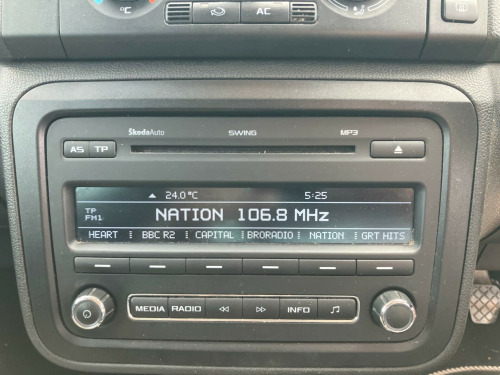 °C
AC
ŠkodaAuto SWING MP3
AS TP
24.0 °C 5:25
TP
FM1
NATION 106.8 MHz
HEART BBC R2 CAPITAL BRORADIO NATION GRT HITS
MEDIA RADIO INFO